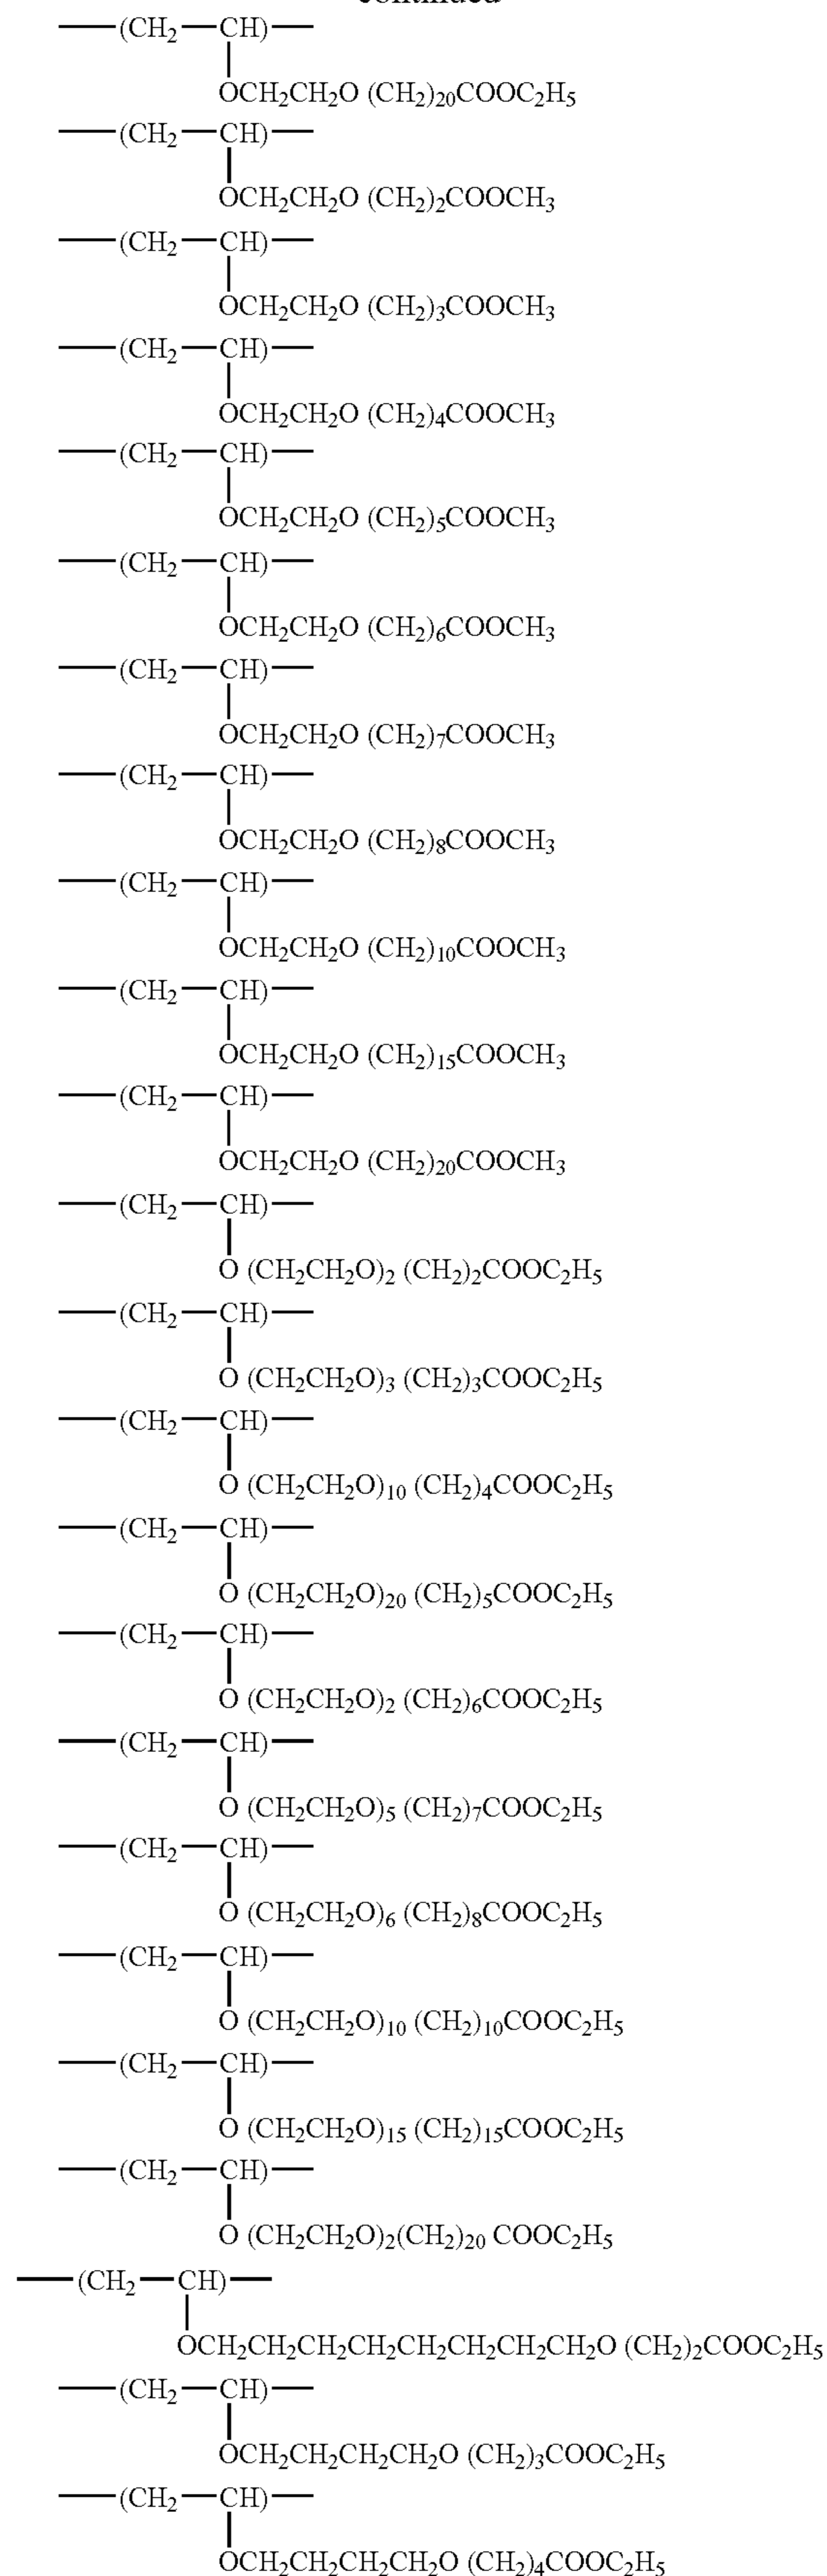 continued
—(CH₂—CH)—
OCH₂CH₂O (CH₂)₂₀COOC₂H₅
—(CH₂—CH)—
OCH₂CH₂O (CH₂)₂COOCH₃
—(CH₂—CH)—
OCH₂CH₂O (CH₂)₃COOCH₃
—(CH₂—CH)—
OCH₂CH₂O (CH₂)₄COOCH₃
—(CH₂—CH)—
OCH₂CH₂O (CH₂)₅COOCH₃
—(CH₂—CH)—
OCH₂CH₂O (CH₂)₆COOCH₃
—(CH₂—CH)—
OCH₂CH₂O (CH₂)₇COOCH₃
—(CH₂—CH)—
OCH₂CH₂O (CH₂)₈COOCH₃
—(CH₂—CH)—
OCH₂CH₂O (CH₂)₁₀COOCH₃
—(CH₂—CH)—
OCH₂CH₂O (CH₂)₁₅COOCH₃
—(CH₂—CH)—
OCH₂CH₂O (CH₂)₂₀COOCH₃
—(CH₂—CH)—
O (CH₂CH₂O)₂ (CH₂)₂COOC₂H₅
—(CH₂—CH)—
O (CH₂CH₂O)₃ (CH₂)₃COOC₂H₅
—(CH₂—CH)—
O (CH₂CH₂O)₁₀ (CH₂)₄COOC₂H₅
—(CH₂—CH)—
O (CH₂CH₂O)₂₀ (CH₂)₅COOC₂H₅
—(CH₂—CH)—
O (CH₂CH₂O)₂ (CH₂)₆COOC₂H₅
—(CH₂—CH)—
O (CH₂CH₂O)₅ (CH₂)₇COOC₂H₅
—(CH₂—CH)—
O (CH₂CH₂O)₆ (CH₂)₈COOC₂H₅
—(CH₂—CH)—
O (CH₂CH₂O)₁₀ (CH₂)₁₀COOC₂H₅
—(CH₂—CH)—
O (CH₂CH₂O)₁₅ (CH₂)₁₅COOC₂H₅
—(CH₂—CH)—
O (CH₂CH₂O)₂(CH₂)₂₀ COOC₂H₅
—(CH₂—CH)—
OCH₂CH₂CH₂CH₂CH₂CH₂CH₂CH₂O (CH₂)₂COOC₂H₅
—(CH₂—CH)—
OCH₂CH₂CH₂CH₂O (CH₂)₃COOC₂H₅
—(CH₂—CH)—
OCH₂CH₂CH₂CH₂O (CH₂)₄COOC₂H₅